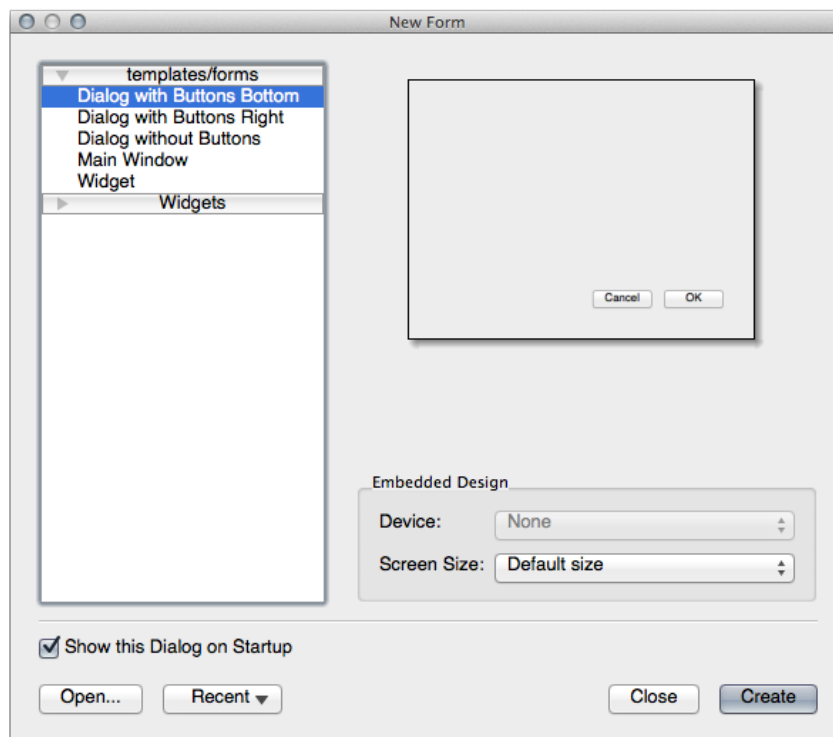 New Form
templates/forms
Dialog with Buttons Bottom
Dialog with Buttons Right
Dialog without Buttons
Main Window
Widget
Widgets
Cancel OK
Embedded Design
Device: None
Screen Size: Default size
Show this Dialog on Startup
Open... Recent Close Create